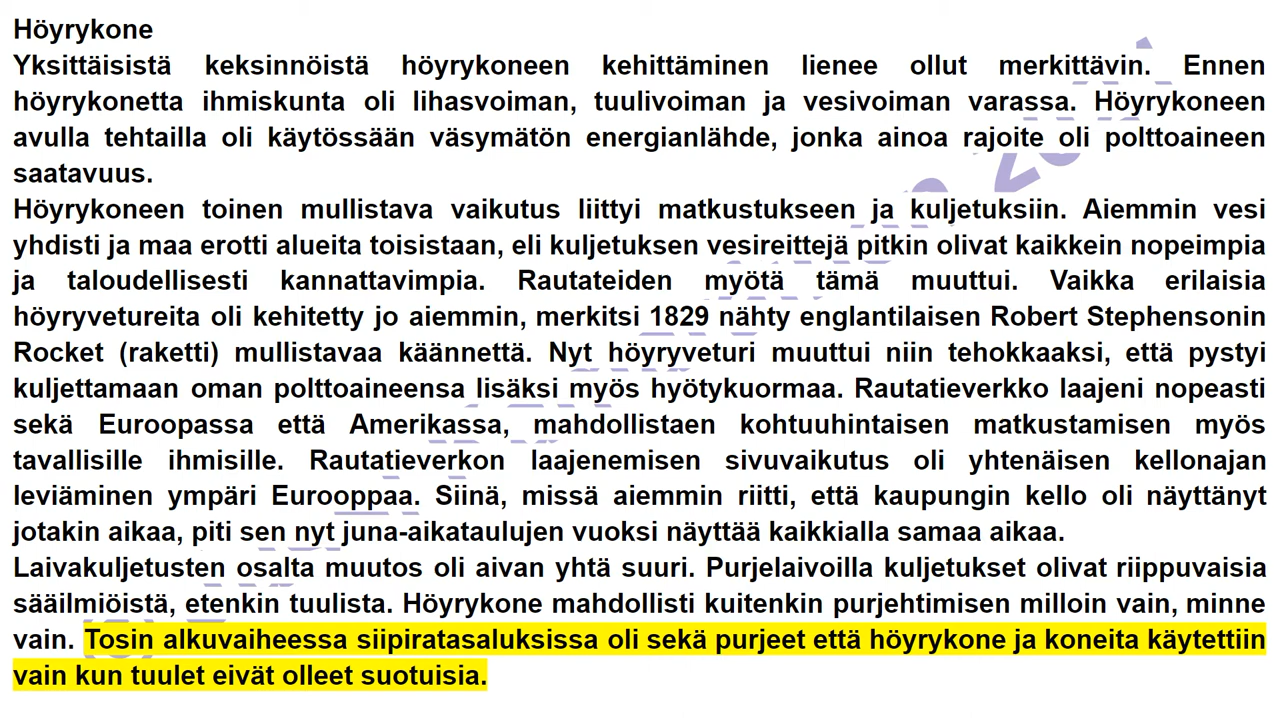 Höyrykone
Yksittäisistä keksinnöistä höyrykoneen kehittäminen lienee ollut merkittävin. Ennen
höyrykonetta ihmiskunta oli lihasvoiman, tuulivoiman ja vesivoiman varassa. Höyrykoneen
avulla tehtailla oli käytössään väsymätön energianlähde, jonka ainoa rajoite oli polttoaineen
saatavuus.
Höyrykoneen toinen mullistava vaikutus liittyi matkustukseen ja kuljetuksiin. Aiemmin vesi
yhdisti ja maa erotti alueita toisistaan, eli kuljetuksen vesireittejä pitkin olivat kaikkein nopeimpia
ja taloudellisesti kannattavimpia. Rautateiden myötä tämä muuttui. Vaikka erilaisia
höyryvetureita oli kehitetty jo aiemmin, merkitsi 1829 nähty englantilaisen Robert Stephensonin
Rocket (raketti) mullistavaa käännettä. Nyt höyryveturi muuttui niin tehokkaaksi, että pystyi
kuljettamaan oman polttoaineensa lisäksi myös hyötykuormaa. Rautatieverkko laajeni nopeasti
sekä Euroopassa että Amerikassa, mahdollistaen kohtuuhintaisen matkustamisen myös
tavallisille ihmisille. Rautatieverkon laajenemisen sivuvaikutus oli yhtenäisen kellonajan
leviäminen ympäri Eurooppaa. Siinä, missä aiemmin riitti, että kaupungin kello oli näyttänyt
jotakin aikaa, piti sen nyt juna-aikataulujen vuoksi näyttää kaikkialla samaa aikaa.
Laivakuljetusten osalta muutos oli aivan yhtä suuri. Purjelaivoilla kuljetukset olivat riippuvaisia
sääilmiöistä, etenkin tuulista. Höyrykone mahdollisti kuitenkin purjehtimisen milloin vain, minne
vain. Tosin alkuvaiheessa siipiratasaluksissa oli sekä purjeet että höyrykone ja koneita käytettiin
vain kun tuulet eivät olleet suotuisia.